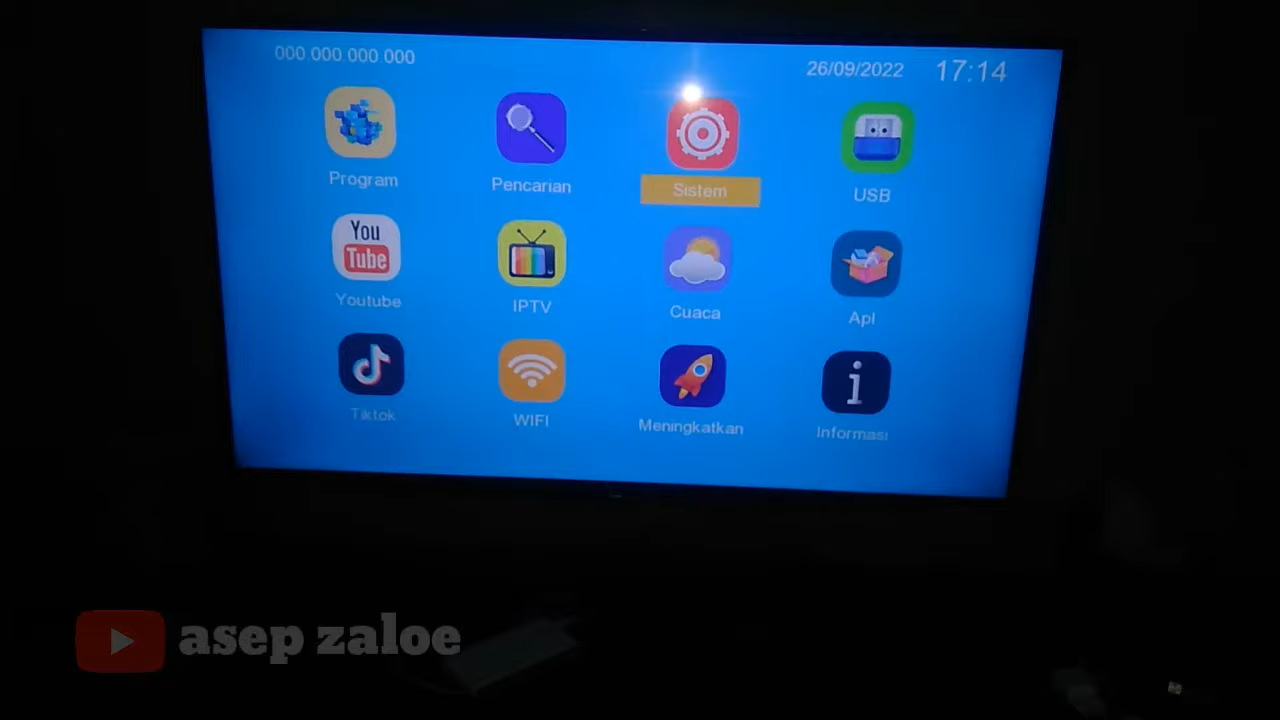 000.000.000.000
26/09/2022 17:14
Program
Pencarian
Sistem
USB
You
Tube
Youtube
IPTV
Cuaca
Apl
Tiktok
WIFI
Meningkatkan
Informasi
asep zaloe